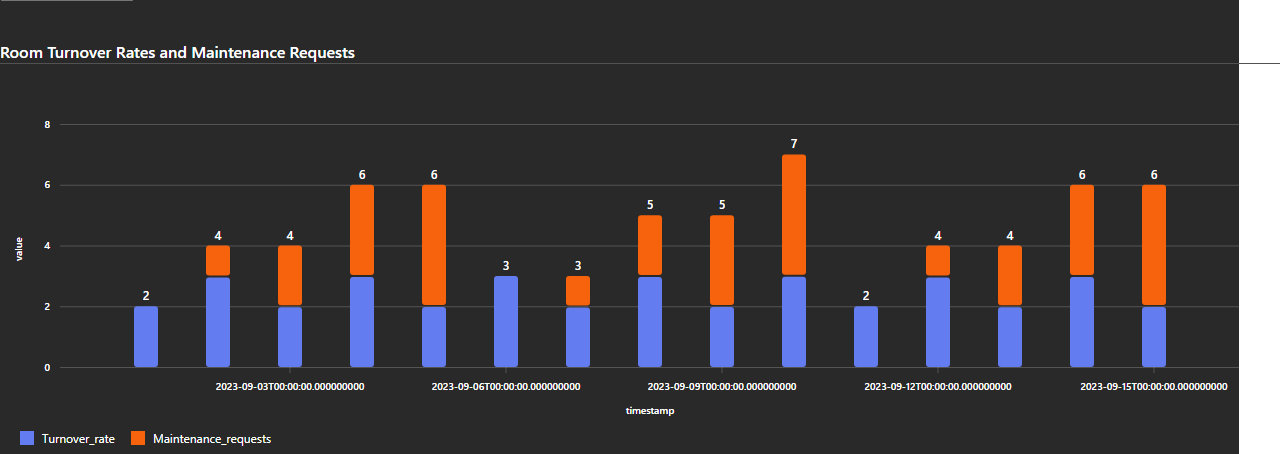 Room Turnover Rates and Maintenance Requests
8
7
6 6 6 6
6
5 5
value
4 4 4 4
4
3 3
2 2
2
0
2023-09-03T00:00:00.000000000 2023-09-06T00:00:00.000000000 2023-09-09T00:00:00.000000000 2023-09-12T00:00:00.000000000 2023-09-15T00:00:00.000000000
timestamp
Turnover_rate Maintenance_requests